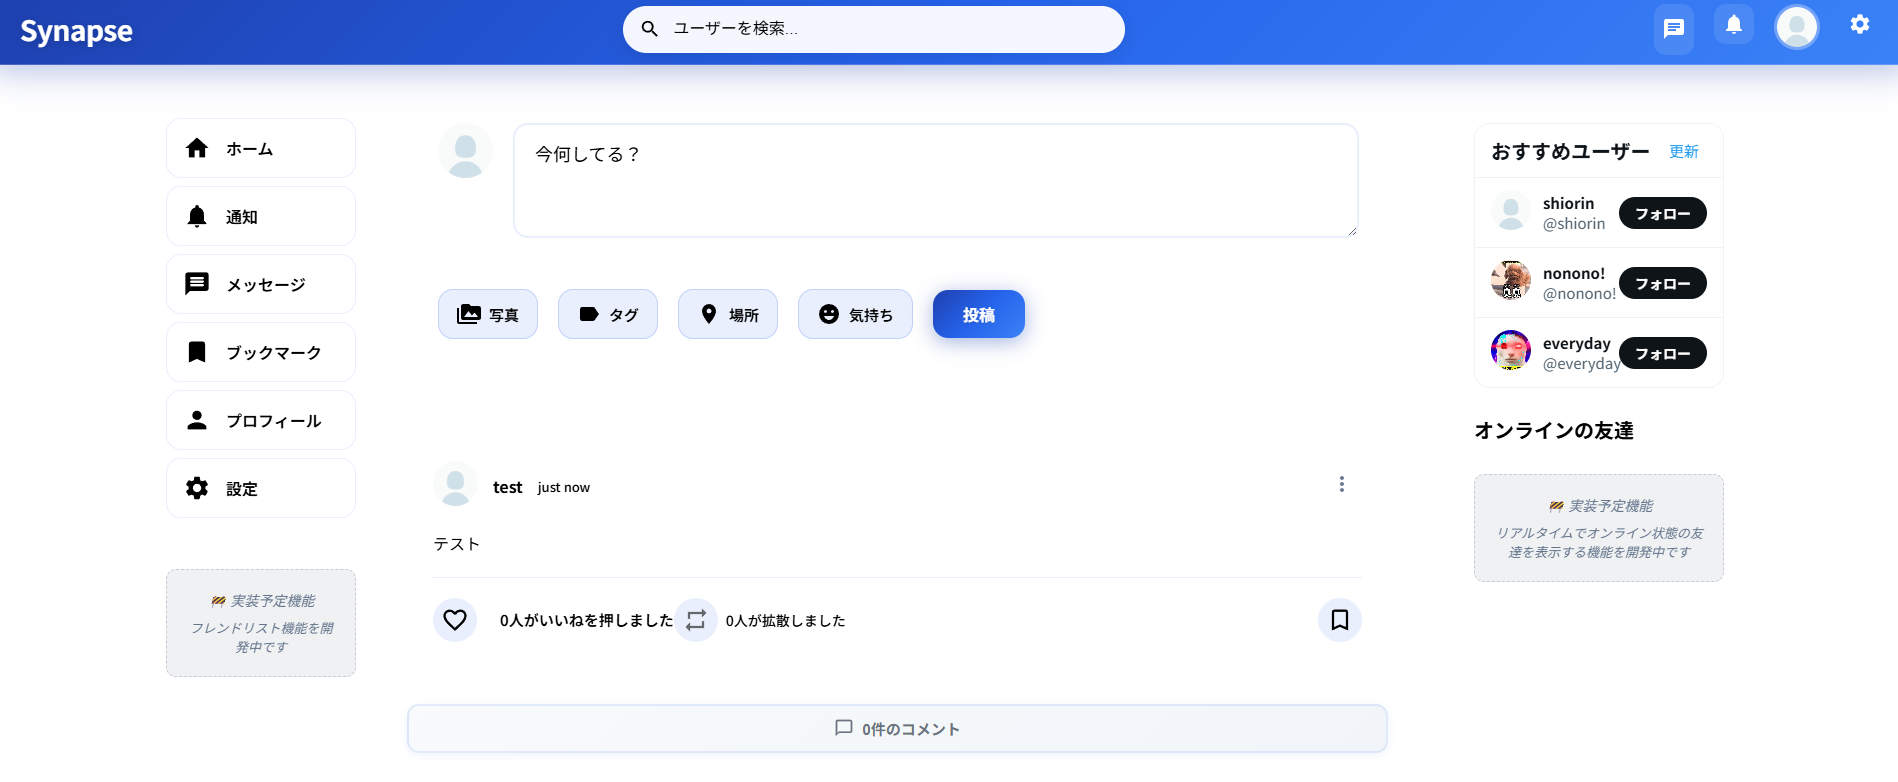 Synapse
ユーザーを検索...
ホーム
通知
メッセージ
ブックマーク
プロフィール
設定
🚧 実装予定機能
フレンドリスト機能を開
発中です
今何してる？
写真
タグ
場所
気持ち
投稿
test just now
テスト
0人がいいねを押しました
0人が拡散しました
0件のコメント
おすすめユーザー 更新
shiorin
@shiorin
フォロー
nonono!
@nonono!
フォロー
everyday
@everyday
フォロー
オンラインの友達
🚧 実装予定機能
リアルタイムでオンライン状態の友
達を表示する機能を開発中です